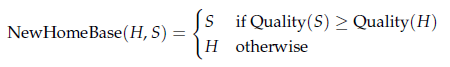 NewHomeBase(H, S) = { S if Quality(S) ≥ Quality(H)
H otherwise